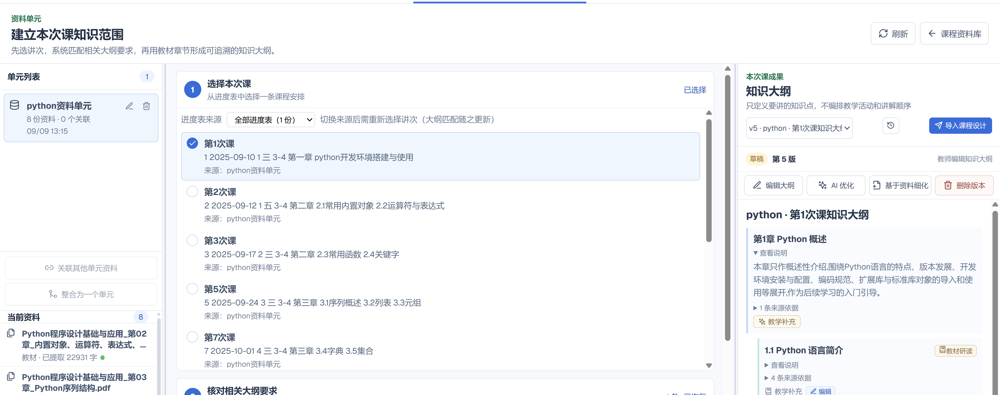 资料单元
建立本次课知识范围
先选讲次，系统匹配相关大纲要求，再用教材章节形成可追溯的知识大纲。
刷新
课程资料库
单元列表
1
python资料单元
8 份资料 · 0 个关联
09/09 13:15
关联其他单元资料
整合为一个单元
当前资料
8
Python程序设计基础与应用_第02
章_内置对象、运算符、表达式、...
教材 · 已提取 22931 字
Python程序设计基础与应用_第03
章_Python序列结构.pdf
1
选择本次课
从进度表中选择一条课程安排
已选择
进度表来源
全部进度表（1 份）
切换来源后需重新选择讲次（大纲匹配随之更新）
第1次课
1 2025-09-10 1 三 3-4 第一章 python开发环境搭建与使用
来源：python资料单元
第2次课
2 2025-09-12 1 五 3-4 第二章 2.1常用内置对象 2.2运算符与表达式
来源：python资料单元
第3次课
3 2025-09-17 2 三 3-4 第二章 2.3常用函数 2.4关键字
来源：python资料单元
第5次课
5 2025-09-24 3 三 3-4 第三章 3.1序列概述 3.2列表 3.3元组
来源：python资料单元
第7次课
7 2025-10-01 4 三 3-4 第三章 3.4字典 3.5集合
来源：python资料单元
核对相关大纲要求
本次课成果
知识大纲
只定义要讲的知识点，不编排教学活动和讲解顺序
v5 · python · 第1次课知识大
导入课程设计
草稿
第 5 版
教师编辑知识大纲
编辑大纲
AI 优化
基于资料细化
删除版本
python · 第1次课知识大纲
第1章 Python 概述
查看说明
本章只作概述性介绍,围绕Python语言的特点、版本发展、开发
环境安装与配置、编码规范、扩展库与标准库对象的导入和使
用等展开,作为后续学习的入门引导。
1 条来源依据
教学补充
1.1 Python 语言简介
教材研读
查看说明
4 条来源依据
教学补充
编辑